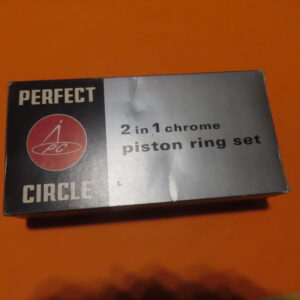 PERFECT
PC
CIRCLE
2 in 1 chrome
piston ring set